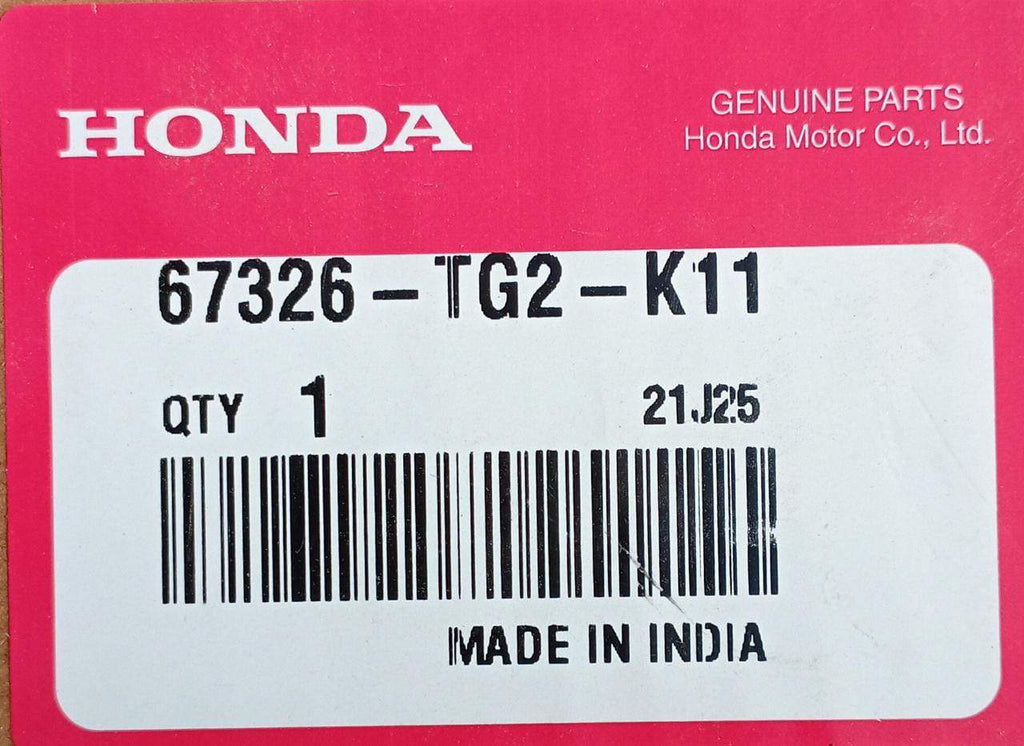 HONDA
GENUINE PARTS
Honda Motor Co., Ltd.
67326-TG2-K11
QTY 1 21J25
MADE IN INDIA